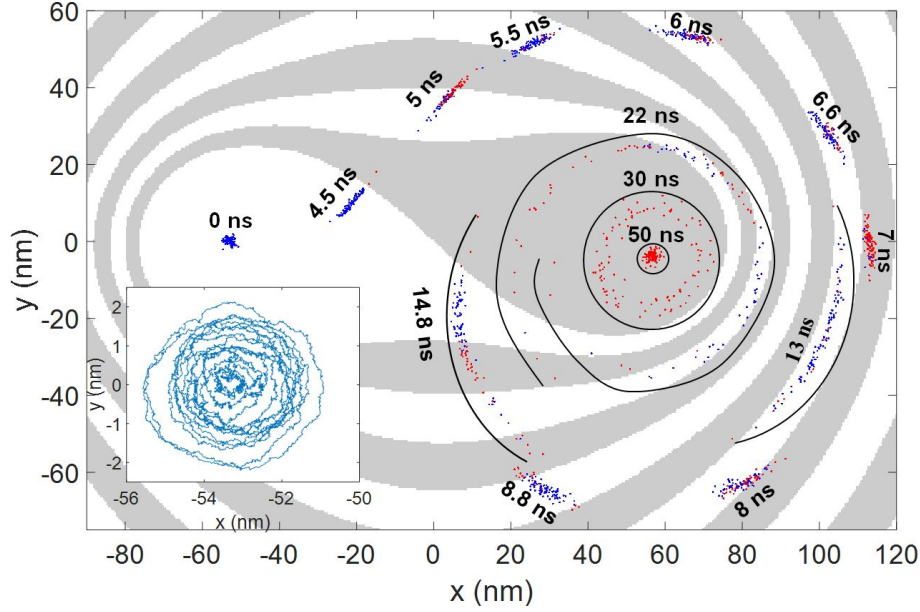 60
40
20
0
-20
-40
-60
y (nm)
-80 -60 -40 -20 0 20 40 60 80 100 120
x (nm)
0 ns
4.5 ns
5 ns
5.5 ns
6 ns
6.6 ns
7 ns
8 ns
8.8 ns
13 ns
14.8 ns
22 ns
30 ns
50 ns
2
1
0
-1
-2
y (nm)
-56 -54 -52 -50
x (nm)